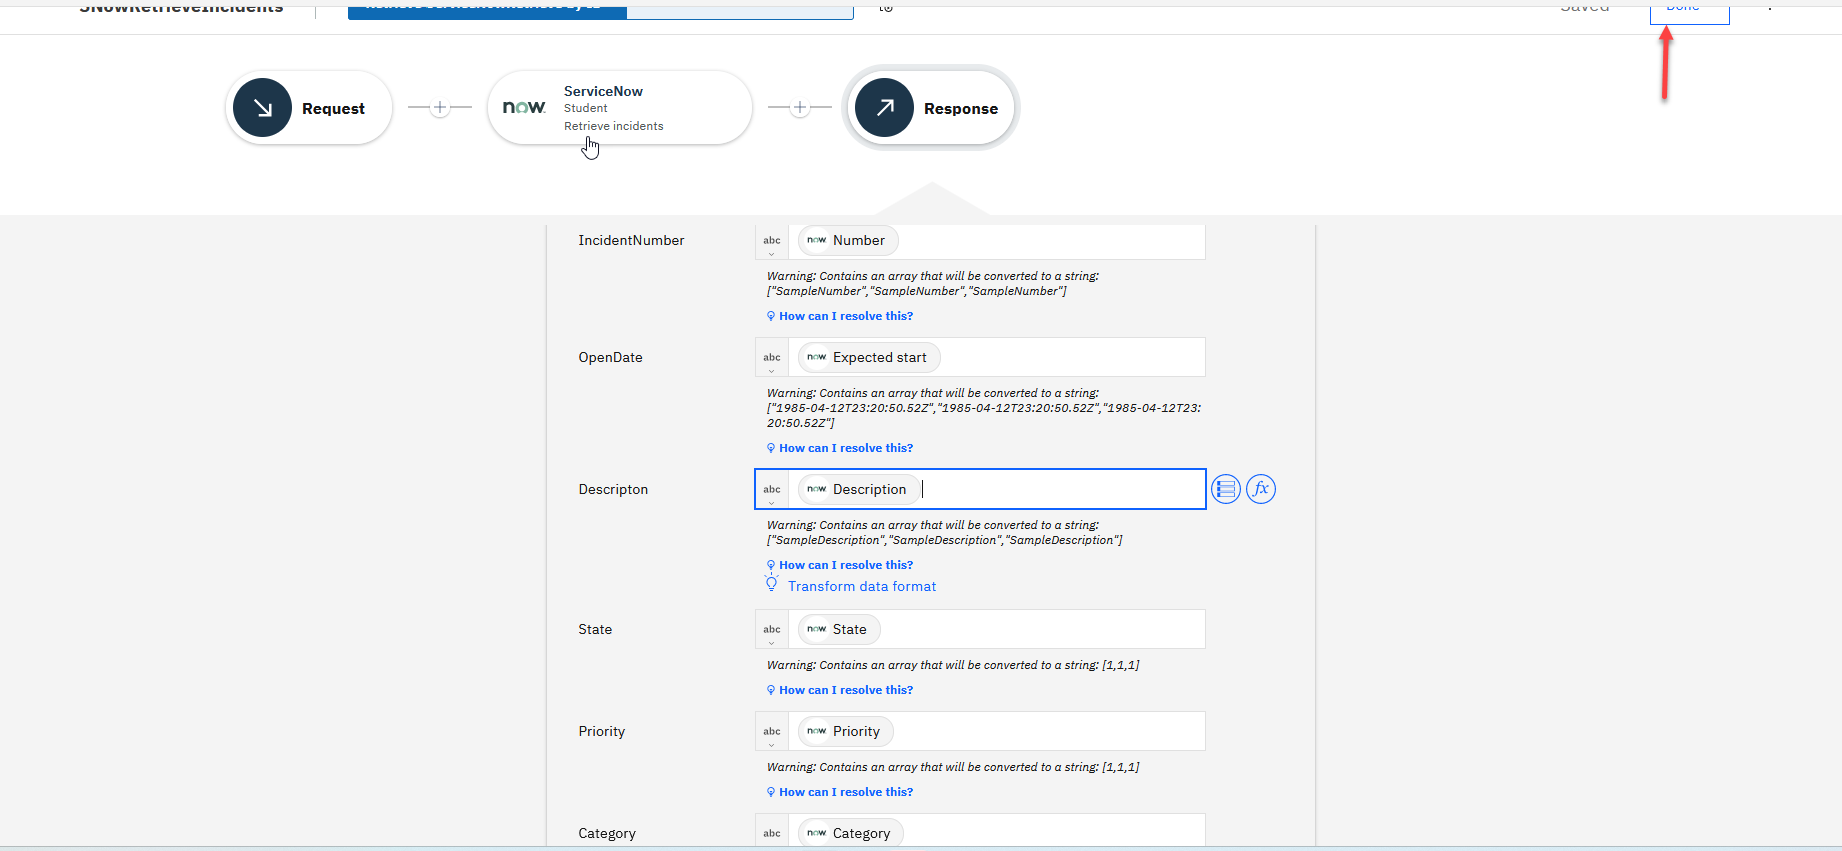 SNowRetrieveIncidents
Saved
Done
Request
now.
ServiceNow
Student
Retrieve incidents
Response
IncidentNumber
abc
now.
Number
Warning: Contains an array that will be converted to a string:
["SampleNumber","SampleNumber","SampleNumber"]
How can I resolve this?
OpenDate
abc
now.
Expected start
Warning: Contains an array that will be converted to a string:
["1985-04-12T23:20:50.52Z","1985-04-12T23:20:50.52Z","1985-04-12T23:
20:50.52Z"]
How can I resolve this?
Descripton
abc
now.
Description
fx
Warning: Contains an array that will be converted to a string:
["SampleDescription","SampleDescription","SampleDescription"]
How can I resolve this?
Transform data format
State
abc
now.
State
Warning: Contains an array that will be converted to a string: [1,1,1]
How can I resolve this?
Priority
abc
now.
Priority
Warning: Contains an array that will be converted to a string: [1,1,1]
How can I resolve this?
Category
abc
now.
Category